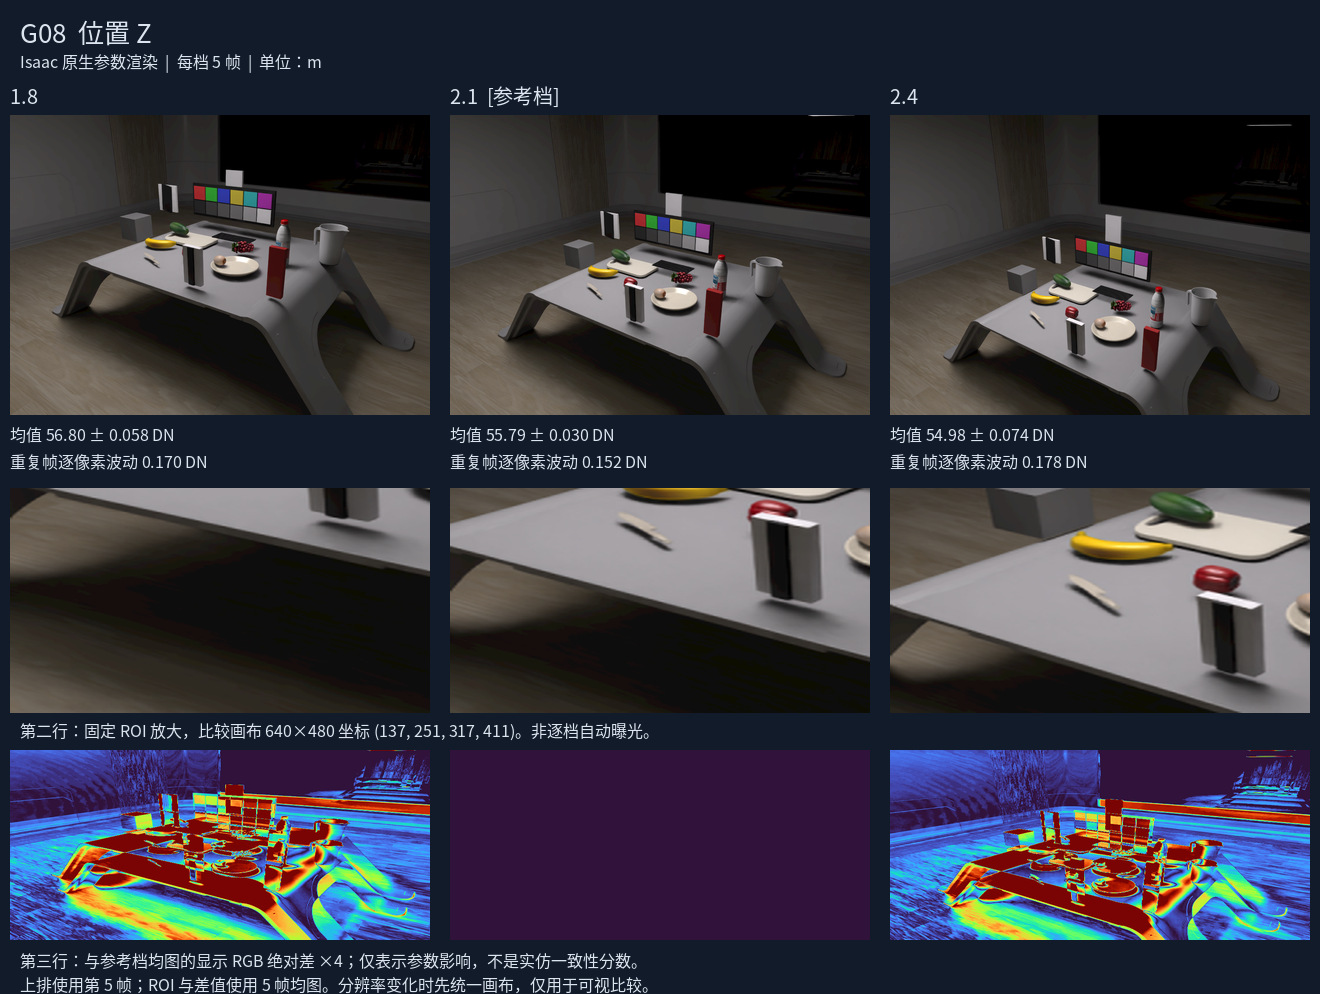 G08 位置 Z
Isaac 原生参数渲染 | 每档 5 帧 | 单位：m
1.8
2.1 [参考档]
2.4
均值 56.80 ± 0.058 DN
重复帧逐像素波动 0.170 DN
均值 55.79 ± 0.030 DN
重复帧逐像素波动 0.152 DN
均值 54.98 ± 0.074 DN
重复帧逐像素波动 0.178 DN
第二行：固定 ROI 放大，比较画布 640×480 坐标 (137, 251, 317, 411)。非逐档自动曝光。
第三行：与参考档均图的显示 RGB 绝对差 ×4；仅表示参数影响，不是实仿一致性分数。
上排使用第 5 帧；ROI 与差值使用 5 帧均图。分辨率变化时先统一画布，仅用于可视比较。